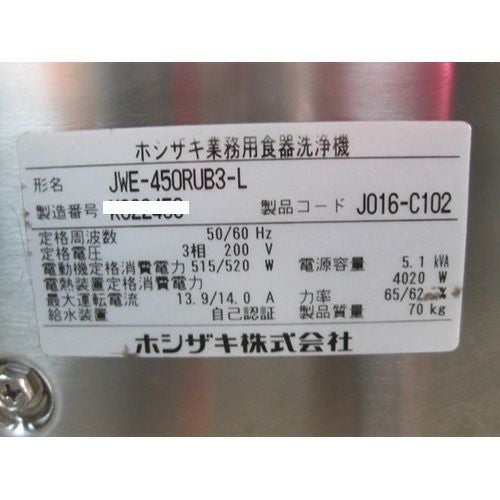 ホシザキ業務用食器洗浄機
形名 JWE-450RUB3-L
製造番号 製品コード J016-C102
定格周波数 50/60 Hz
定格電圧 3相 200 V 電源容量 5.1 kVA
電動機定格消費電力 515/520 W
電熱装置定格消費電力 4020 W
最大運転電流 13.9/14.0 A 力率 65/62 %
給水装置 自己認証 製品質量 70 kg
ホシザキ株式会社